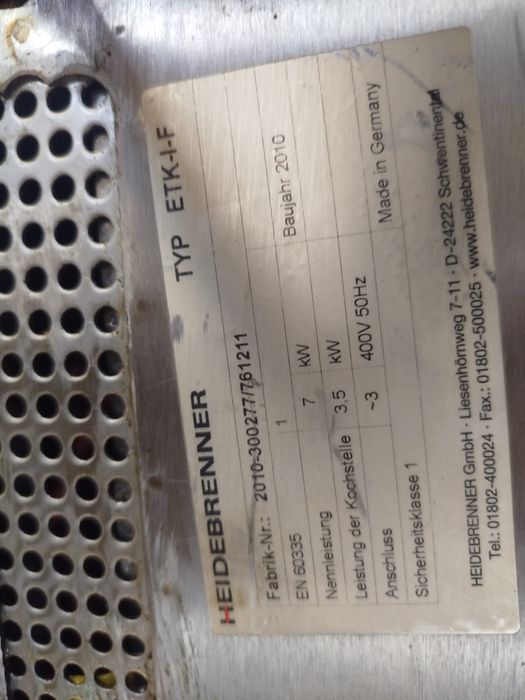 HEIDEBRENNER TYP ETK-I-F
Fabrik-Nr.: 2010-300277/761211
EN 60335 1 Baujahr 2010
Nennleistung 7 kW
Leistung der Kochstelle 3,5 kW
Anschluss ~3 400V 50Hz Made in Germany
Sicherheitsklasse 1
HEIDEBRENNER GmbH · Liesenhörnweg 7-11 · D-24222 Schwentinental
Tel.: 01802-400024 · Fax.: 01802-500025 · www.heidebrenner.de